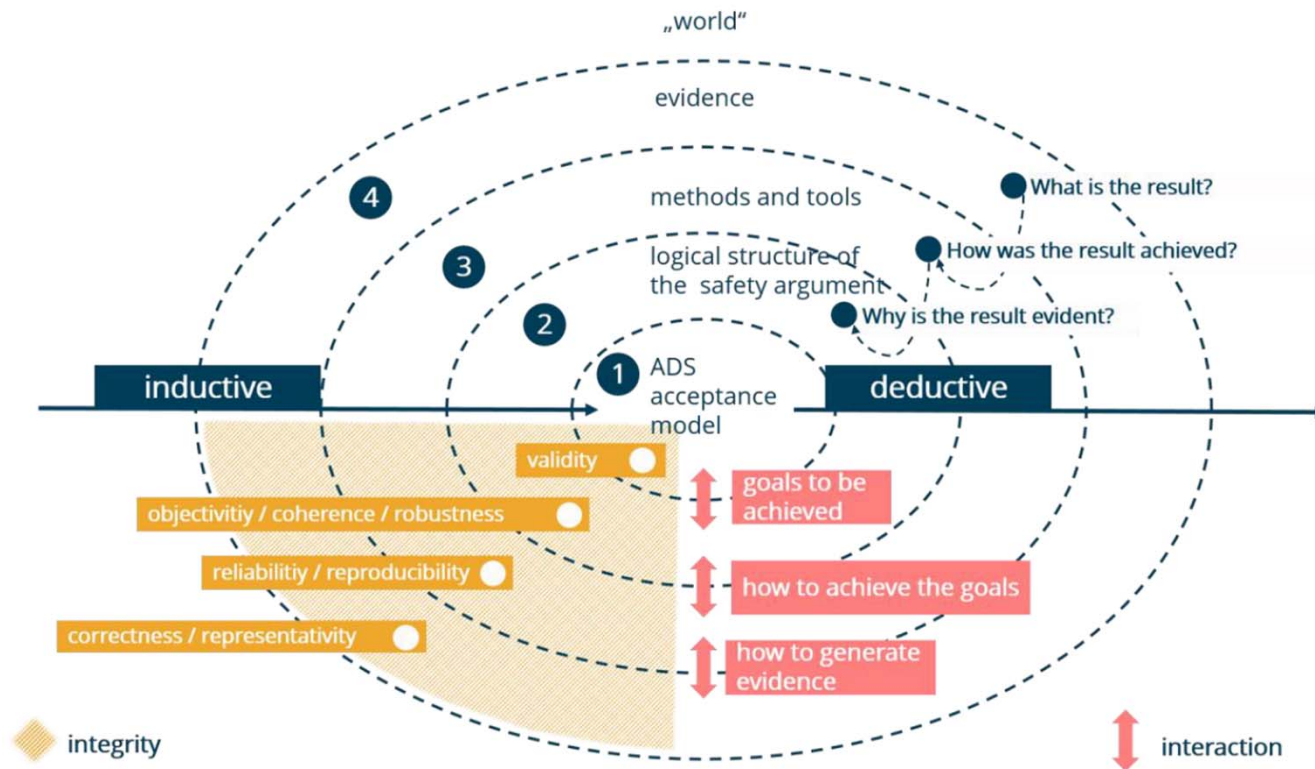 „world“
evidence
4
What is the result?
methods and tools
How was the result achieved?
3
logical structure of
the safety argument
2
Why is the result evident?
1
ADS
acceptance
model
inductive
deductive
validity
goals to be
achieved
objectivitiy / coherence / robustness
reliabilitiy / reproducibility
how to achieve the goals
correctness / representativity
how to generate
evidence
integrity
interaction